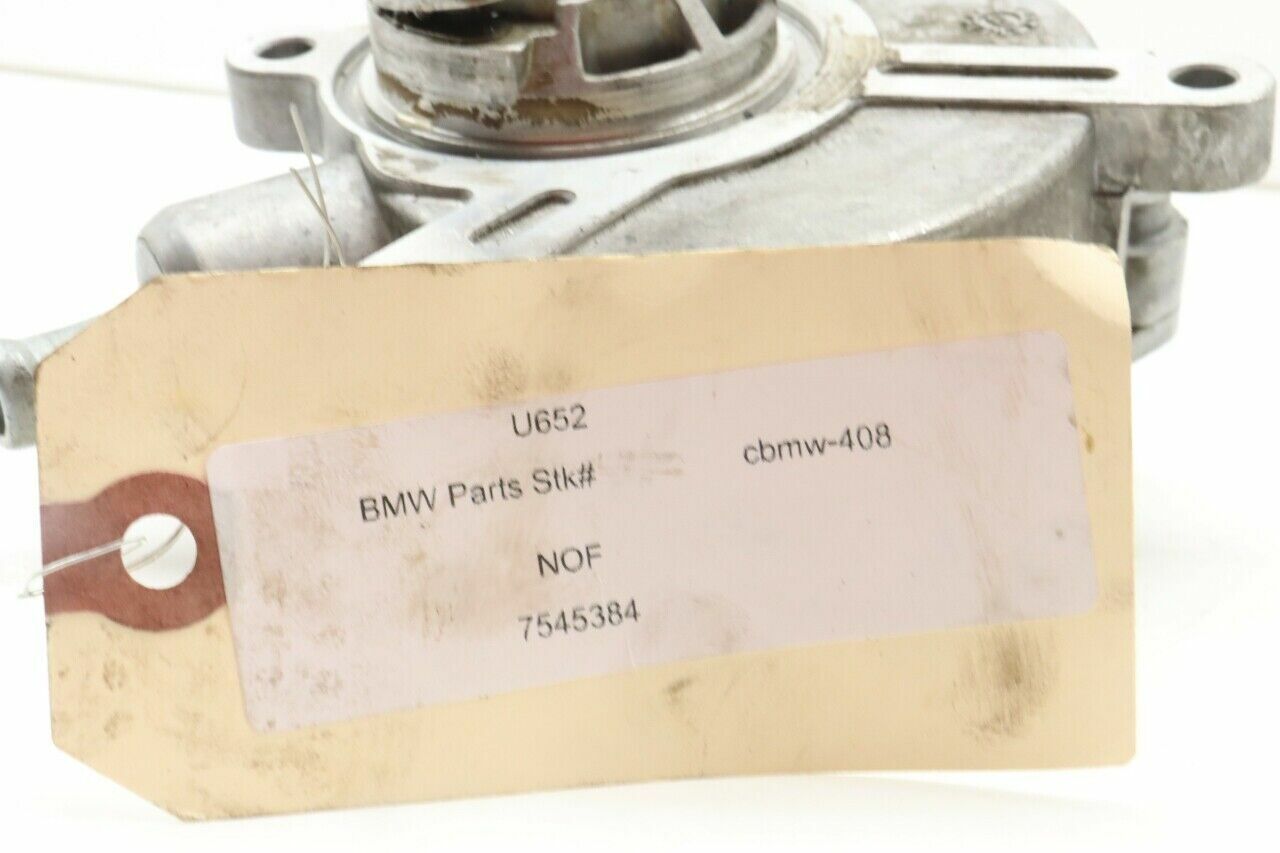 U652
BMW Parts Stk# cbmw-408
NOF
7545384